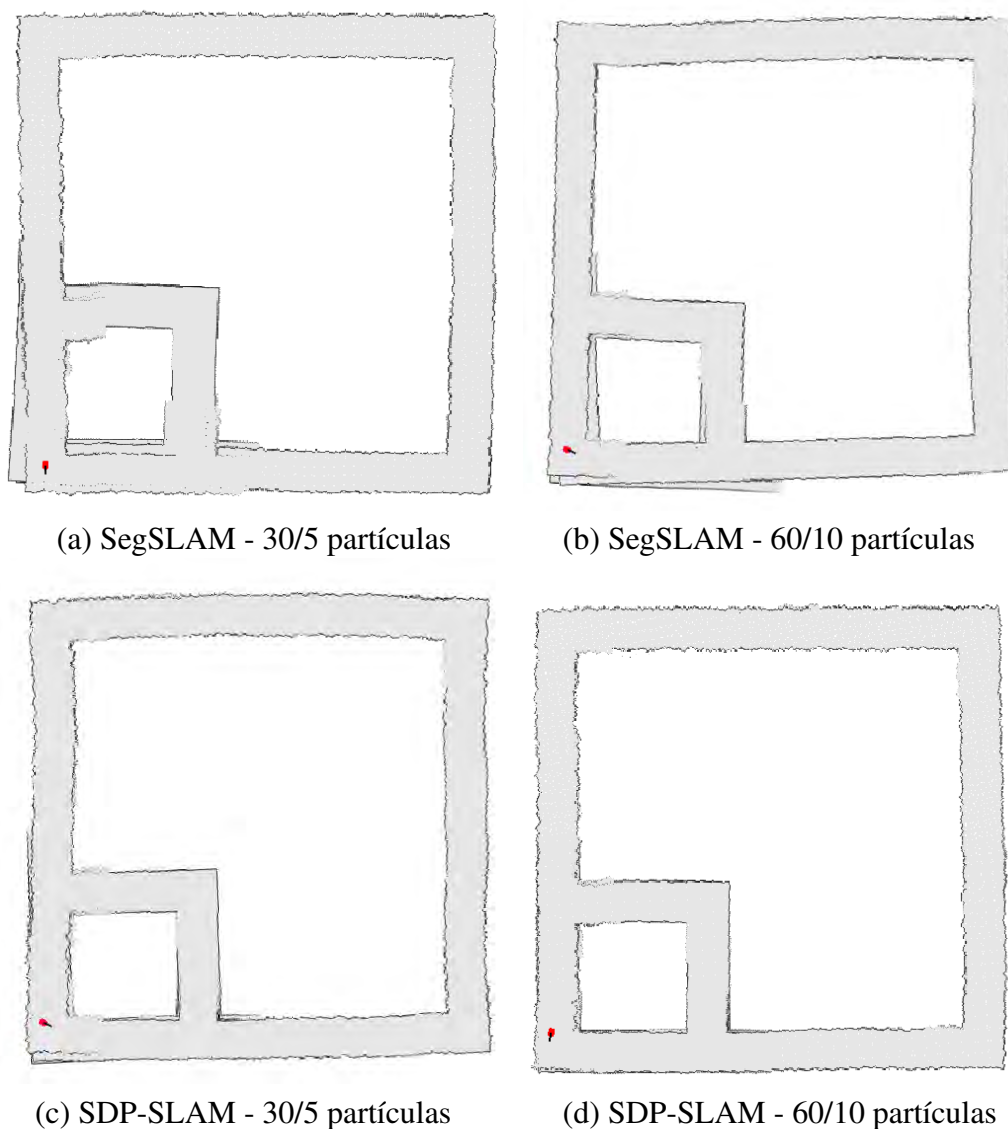 (a) SegSLAM - 30/5 partículas
(b) SegSLAM - 60/10 partículas
(c) SDP-SLAM - 30/5 partículas
(d) SDP-SLAM - 60/10 partículas